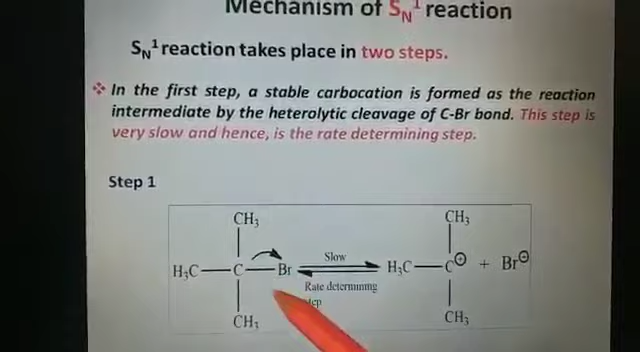 Mechanism of SN1 reaction
SN1 reaction takes place in two steps.
❖ In the first step, a stable carbocation is formed as the reaction
intermediate by the heterolytic cleavage of C-Br bond. This step is
very slow and hence, is the rate determining step.
Step 1
CH3 CH3
H3C—C—Br Slow H3C—C⊖ + Br⊖
Rate determining
CH3 CH3